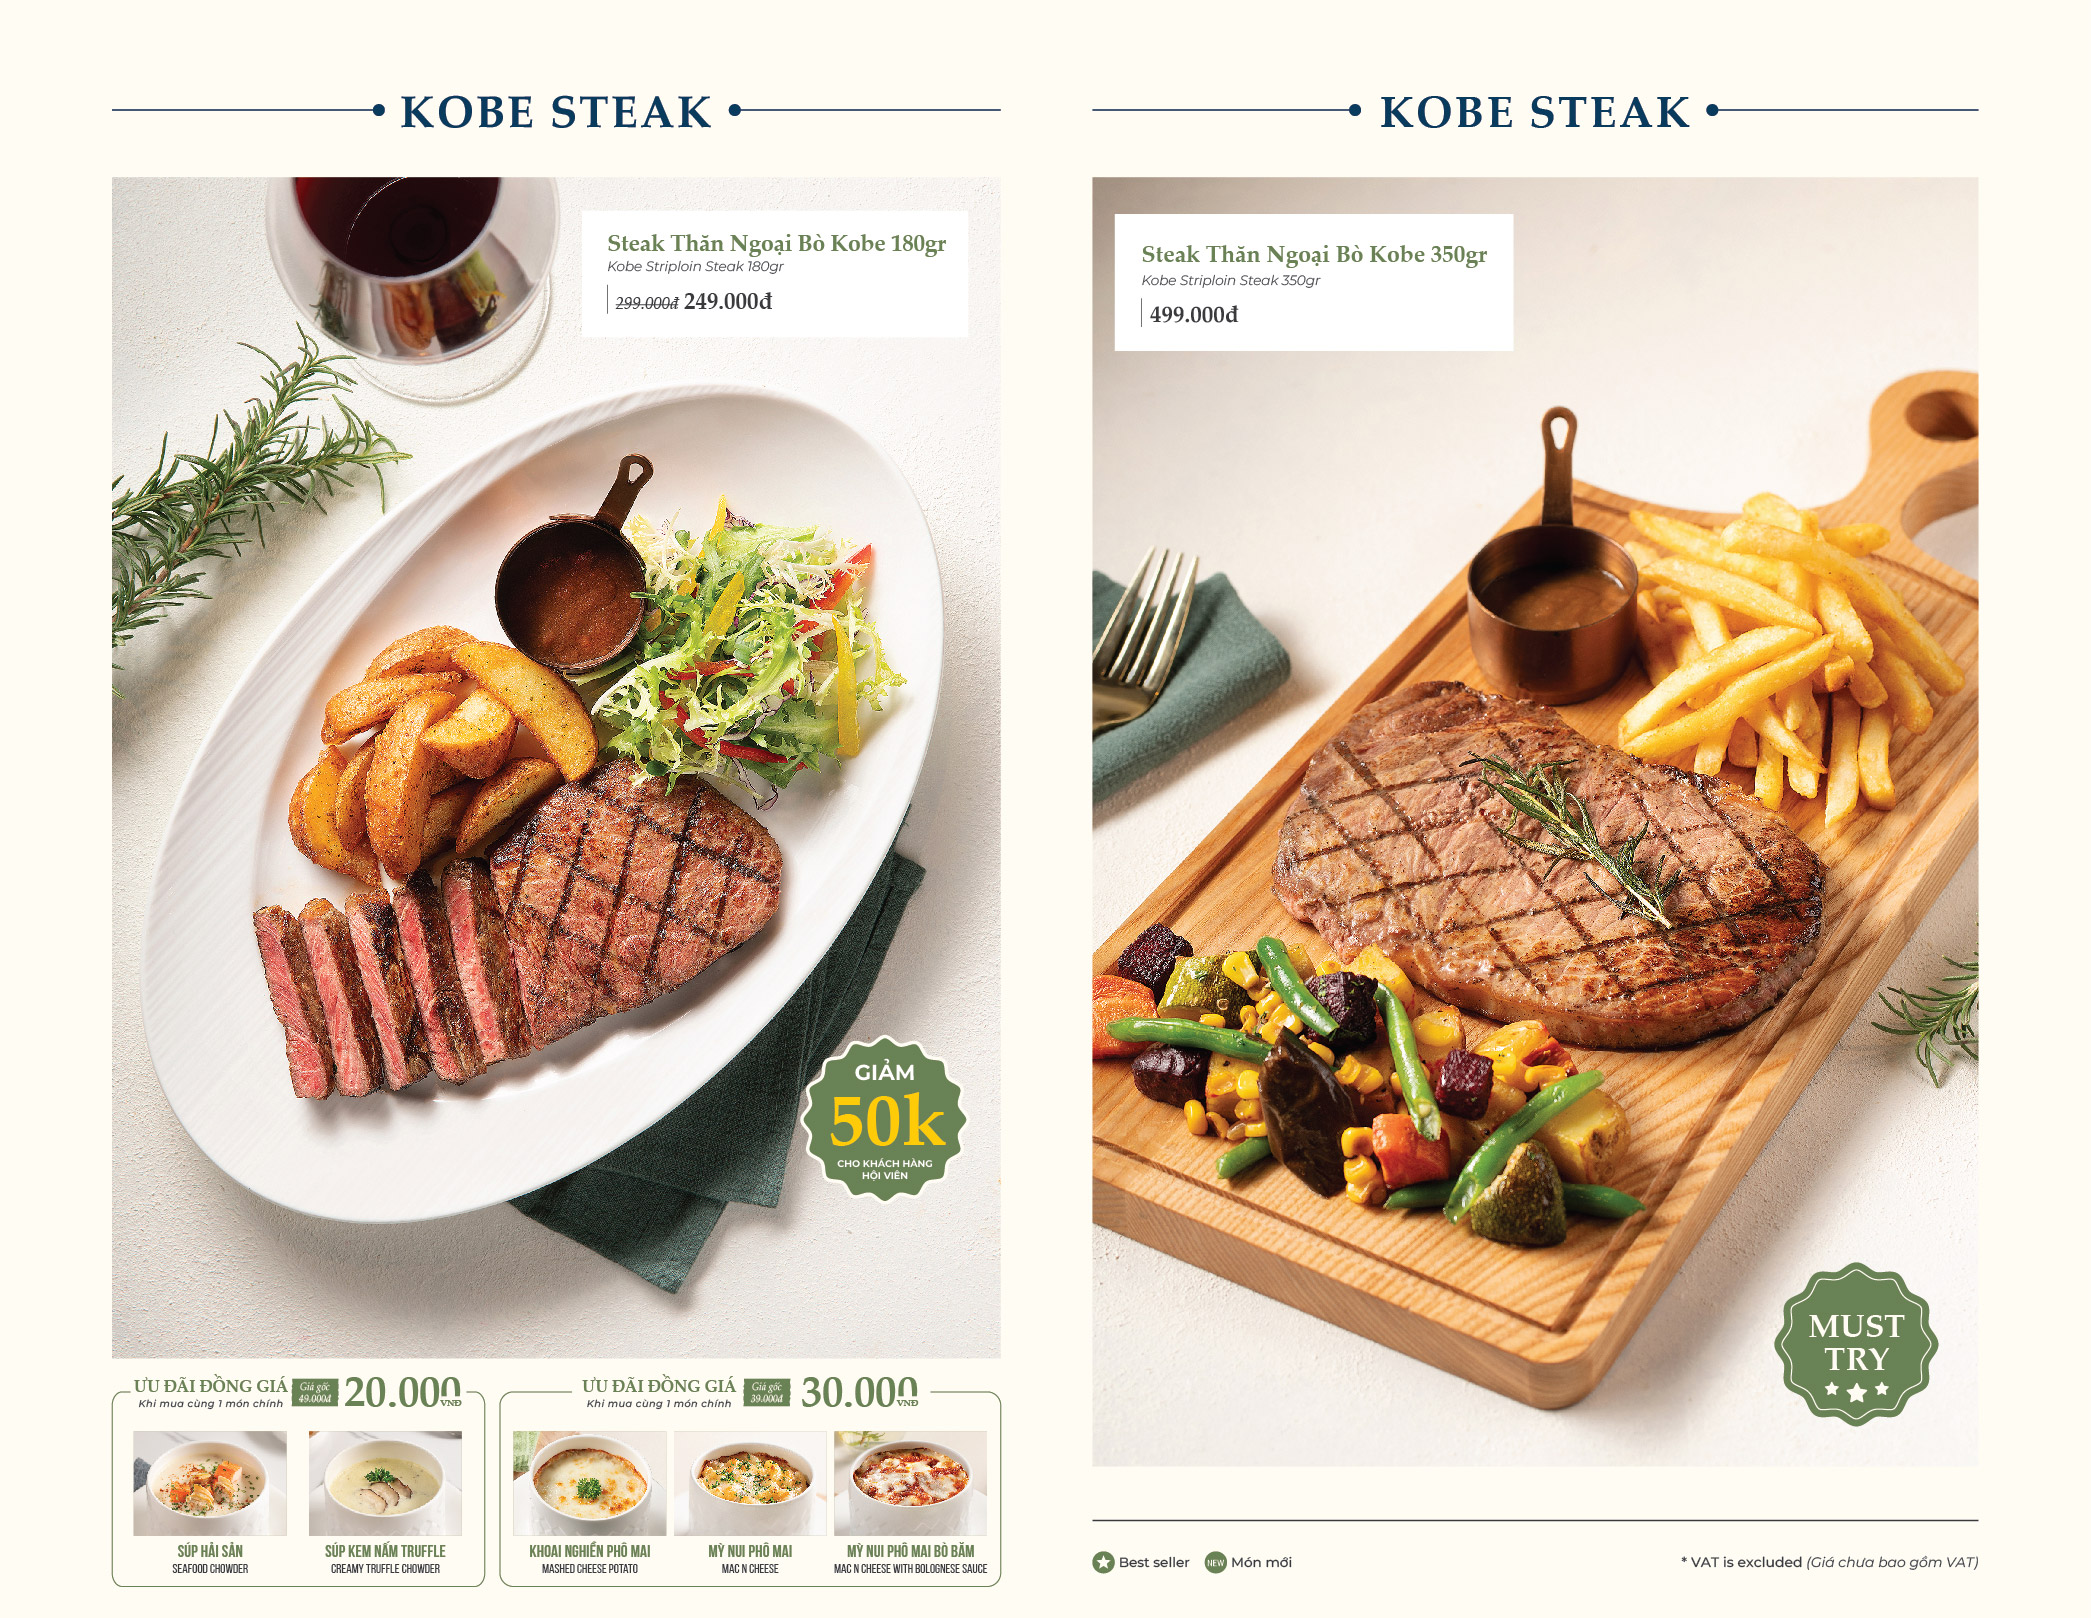 KOBE STEAK
Steak Thăn Ngoại Bò Kobe 180gr
Kobe Striploin Steak 180gr
299.000đ 249.000đ
GIẢM
50k
CHO KHÁCH HÀNG
HỘI VIÊN
ƯU ĐÃI ĐỒNG GIÁ
Khi mua cùng 1 món chính
Giá gốc
49.000đ
20.000
VNĐ
SÚP HẢI SẢN
SEAFOOD CHOWDER
SÚP KEM NẤM TRUFFLE
CREAMY TRUFFLE CHOWDER
ƯU ĐÃI ĐỒNG GIÁ
Khi mua cùng 1 món chính
Giá gốc
39.000đ
30.000
VNĐ
KHOAI NGHIỀN PHÔ MAI
MASHED CHEESE POTATO
MỲ NUI PHÔ MAI
MAC N CHEESE
MỲ NUI PHÔ MAI BÒ BĂM
MAC N CHEESE WITH BOLOGNESE SAUCE
KOBE STEAK
Steak Thăn Ngoại Bò Kobe 350gr
Kobe Striploin Steak 350gr
499.000đ
MUST
TRY
Best seller NEW Món mới
* VAT is excluded (Giá chưa bao gồm VAT)